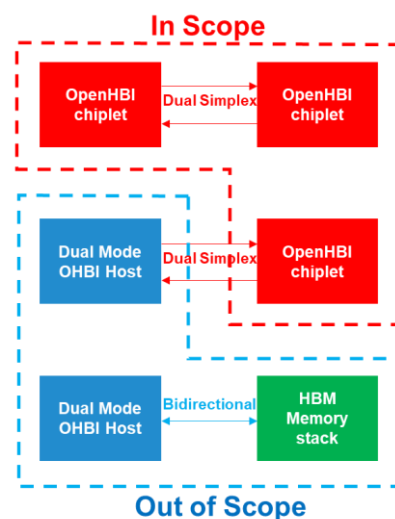 In Scope
OpenHBI
chiplet
Dual Simplex
OpenHBI
chiplet
Dual Mode
OHBI Host
Dual Simplex
OpenHBI
chiplet
Dual Mode
OHBI Host
Bidirectional
HBM
Memory
stack
Out of Scope